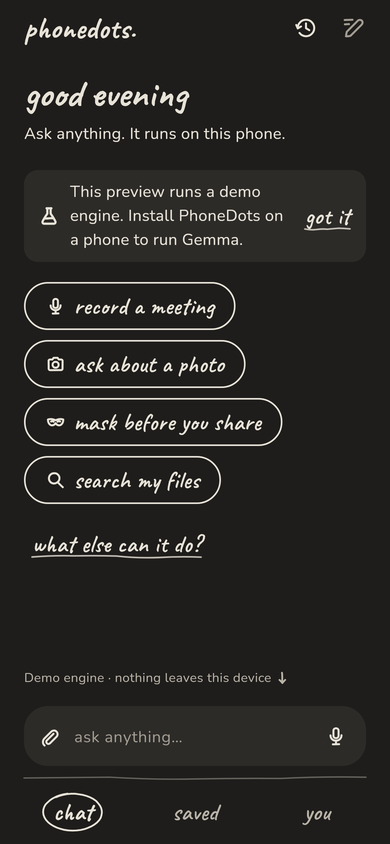 phonedots.
good evening
Ask anything. It runs on this phone.
This preview runs a demo
engine. Install PhoneDots on
a phone to run Gemma.
got it
record a meeting
ask about a photo
mask before you share
search my files
what else can it do?
Demo engine · nothing leaves this device ↓
ask anything...
chat
saved
you